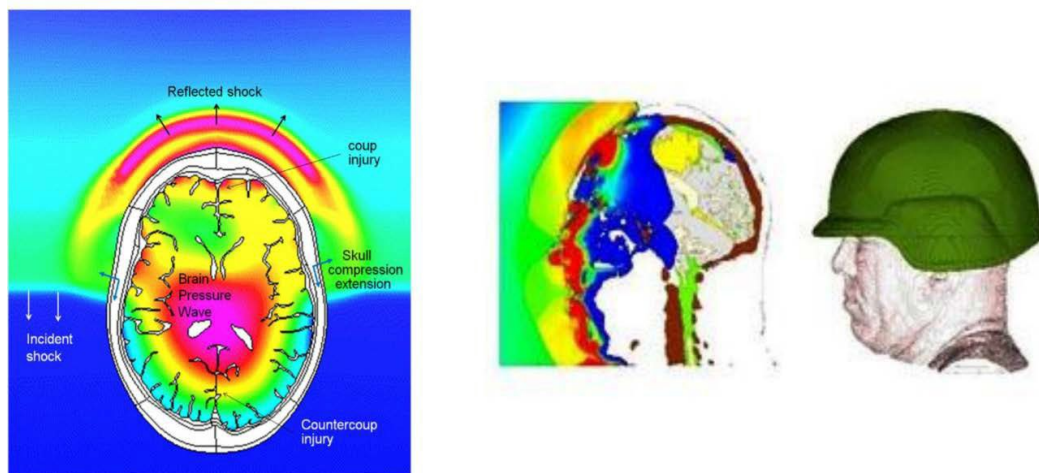 Reflected shock
coup
injury
Skull
compression
extension
Brain
Pressure
Wave
Incident
shock
Countercoup
injury